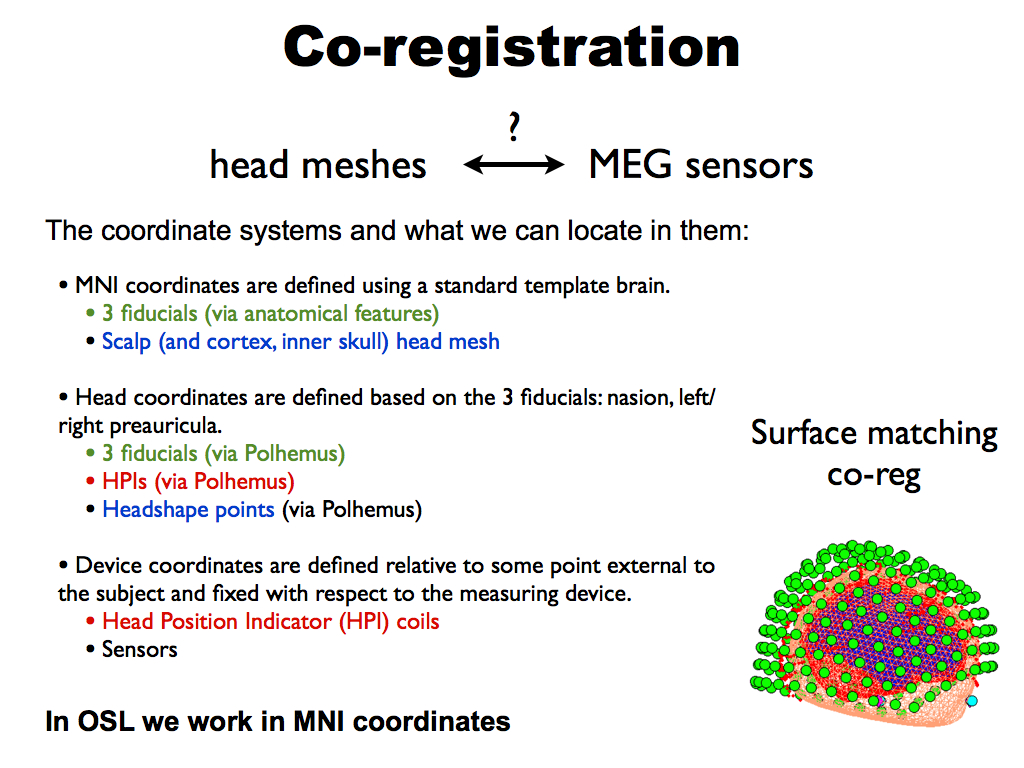 Co-registration
?
head meshes ↔ MEG sensors
The coordinate systems and what we can locate in them:
• MNI coordinates are defined using a standard template brain.
• 3 fiducials (via anatomical features)
• Scalp (and cortex, inner skull) head mesh
• Head coordinates are defined based on the 3 fiducials: nasion, left/
right preauricula.
• 3 fiducials (via Polhemus)
• HPIs (via Polhemus)
• Headshape points (via Polhemus)
Surface matching
co-reg
• Device coordinates are defined relative to some point external to
the subject and fixed with respect to the measuring device.
• Head Position Indicator (HPI) coils
• Sensors
In OSL we work in MNI coordinates